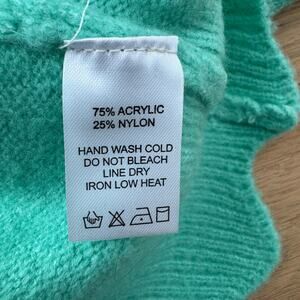 75% ACRYLIC
25% NYLON
HAND WASH COLD
DO NOT BLEACH
LINE DRY
IRON LOW HEAT